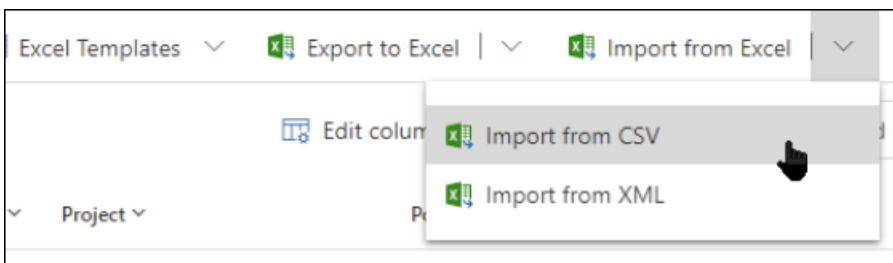 Excel Templates Export to Excel Import from Excel
Edit colum Import from CSV
Import from XML
Project